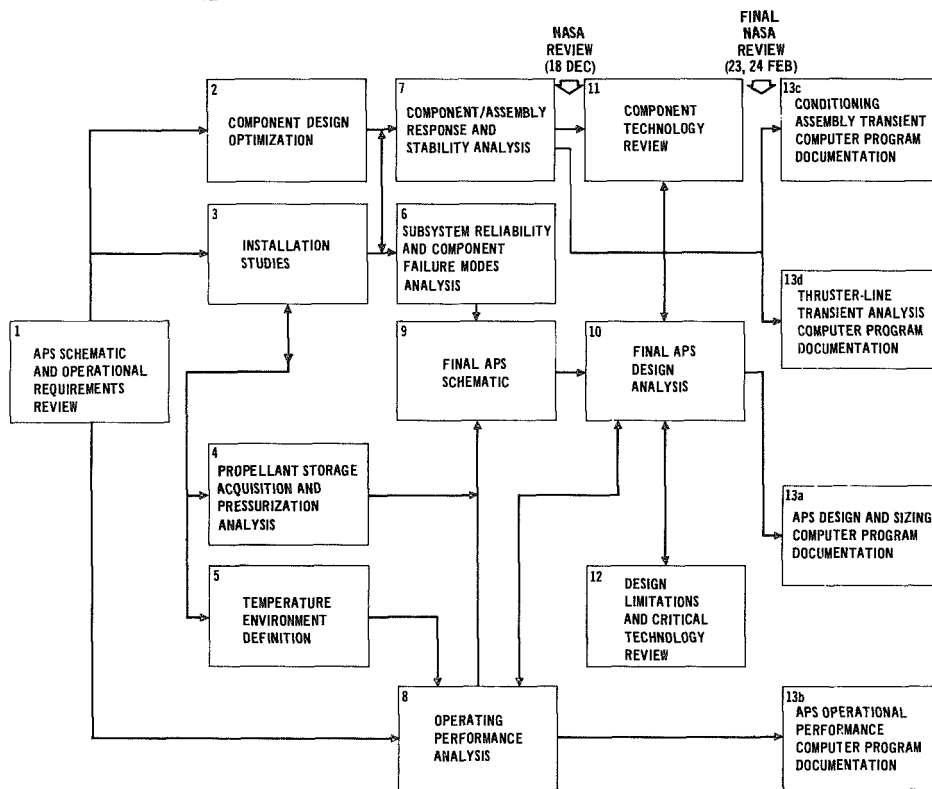 NASA
REVIEW
(18 DEC)
FINAL
NASA
REVIEW
(23, 24 FEB)
2
COMPONENT DESIGN
OPTIMIZATION
7
COMPONENT/ASSEMBLY
RESPONSE AND
STABILITY ANALYSIS
11
COMPONENT
TECHNOLOGY
REVIEW
13c
CONDITIONING
ASSEMBLY TRANSIENT
COMPUTER PROGRAM
DOCUMENTATION
3
INSTALLATION
STUDIES
6
SUBSYSTEM RELIABILITY
AND COMPONENT
FAILURE MODES
ANALYSIS
13d
THRUSTER-LINE
TRANSIENT ANALYSIS
COMPUTER PROGRAM
DOCUMENTATION
1
APS SCHEMATIC
AND OPERATIONAL
REQUIREMENTS
REVIEW
9
FINAL APS
SCHEMATIC
10
FINAL APS
DESIGN
ANALYSIS
4
PROPELLANT STORAGE
ACQUISITION AND
PRESSURIZATION
ANALYSIS
13a
APS DESIGN AND SIZING
COMPUTER PROGRAM
DOCUMENTATION
5
TEMPERATURE
ENVIRONMENT
DEFINITION
12
DESIGN
LIMITATIONS
AND CRITICAL
TECHNOLOGY
REVIEW
8
OPERATING
PERFORMANCE
ANALYSIS
13b
APS OPERATIONAL
PERFORMANCE
COMPUTER PROGRAM
DOCUMENTATION